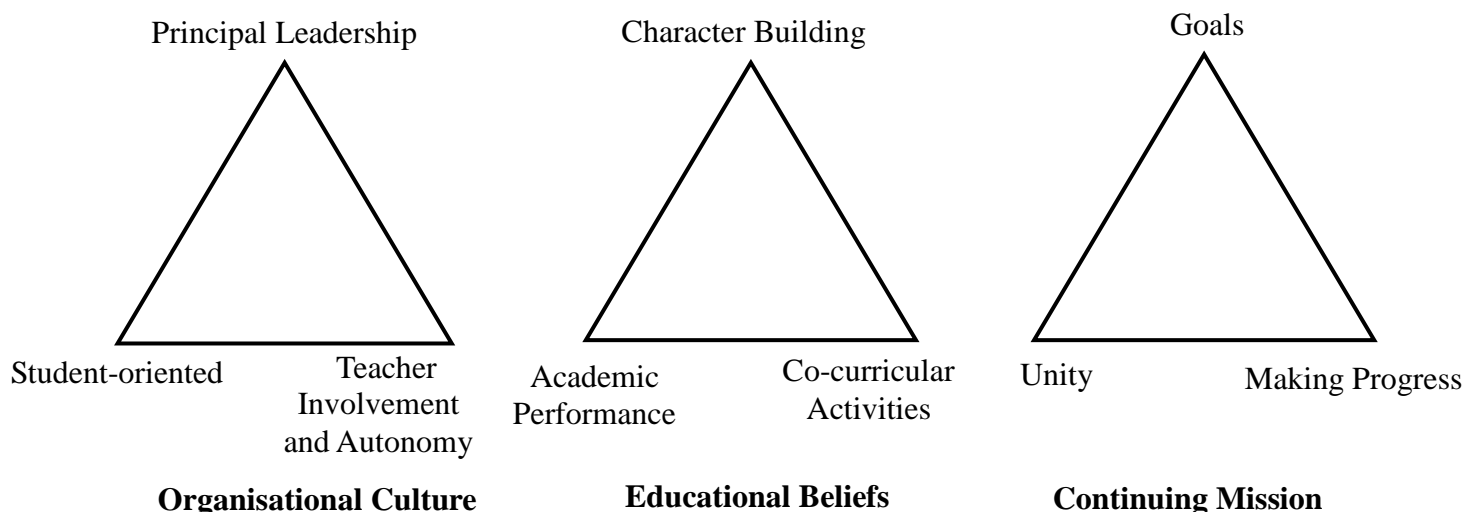 Principal Leadership
Student-oriented
Teacher
Involvement
and Autonomy
Organisational Culture
Character Building
Academic
Performance
Co-curricular
Activities
Educational Beliefs
Goals
Unity
Making Progress
Continuing Mission